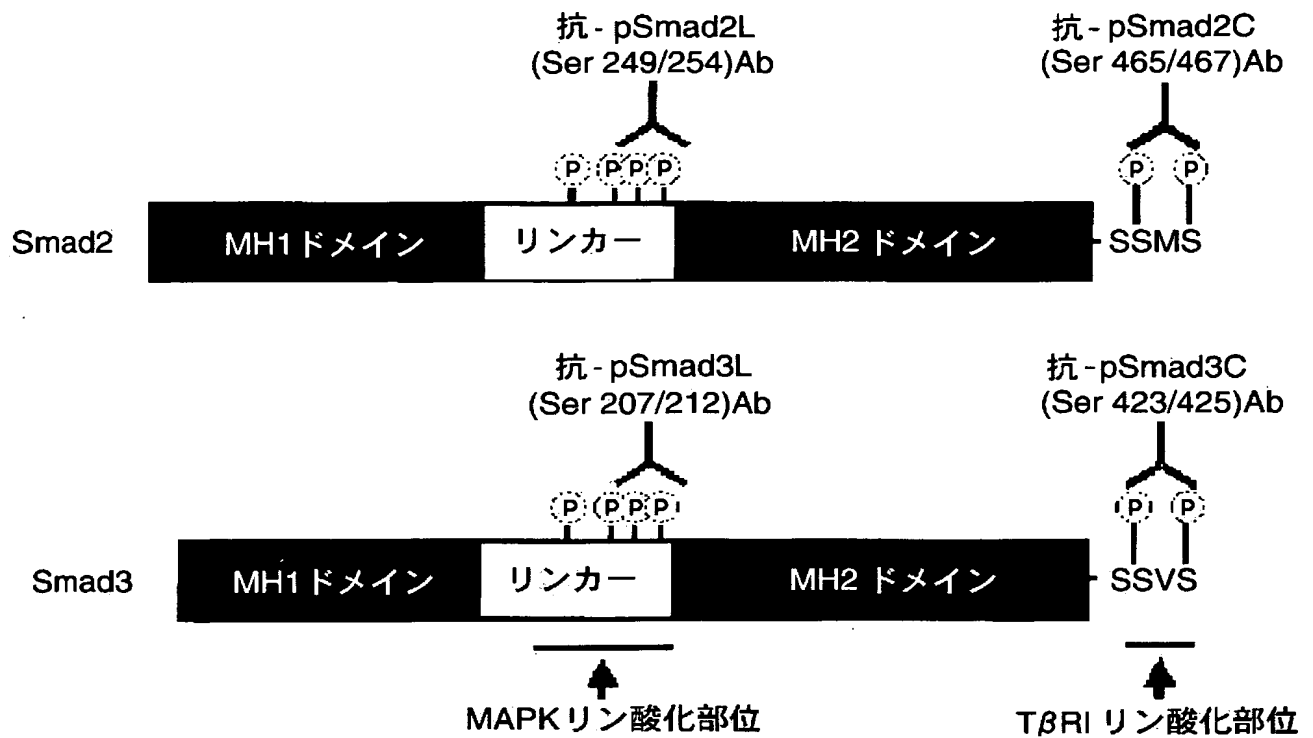 抗-pSmad2L
(Ser 249/254)Ab
抗-pSmad2C
(Ser 465/467)Ab
P P P P
P P
Smad2
MH1ドメイン
リンカー
MH2 ドメイン
SSMS
抗-pSmad3L
(Ser 207/212)Ab
抗-pSmad3C
(Ser 423/425)Ab
P P P P
P P
Smad3
MH1ドメイン
リンカー
MH2 ドメイン
SSVS
MAPKリン酸化部位
TβRI リン酸化部位